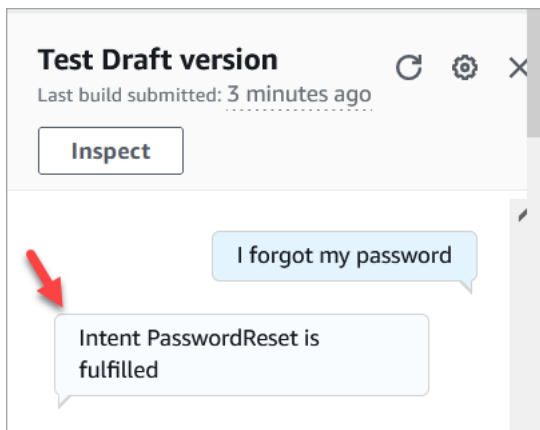 Test Draft version
Last build submitted: 3 minutes ago
Inspect
I forgot my password
Intent PasswordReset is
fulfilled